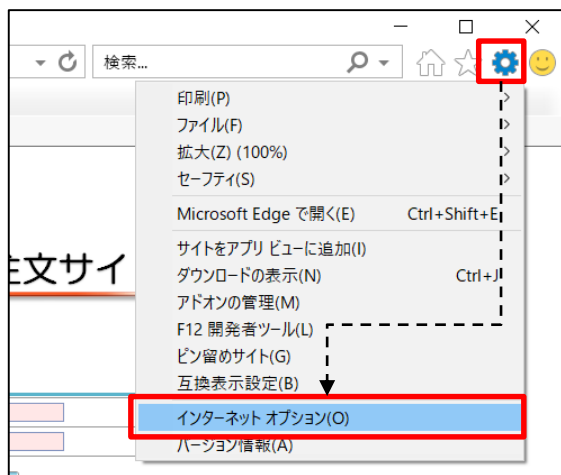 検索...
印刷(P)
ファイル(F)
拡大(Z) (100%)
セーフティ(S)
Microsoft Edge で開く(E) Ctrl+Shift+E
サイトをアプリ ビューに追加(I)
ダウンロードの表示(N) Ctrl+J
アドオンの管理(M)
F12 開発者ツール(L)
ピン留めサイト(G)
互換表示設定(B)
インターネット オプション(O)
バージョン情報(A)
注文サイ